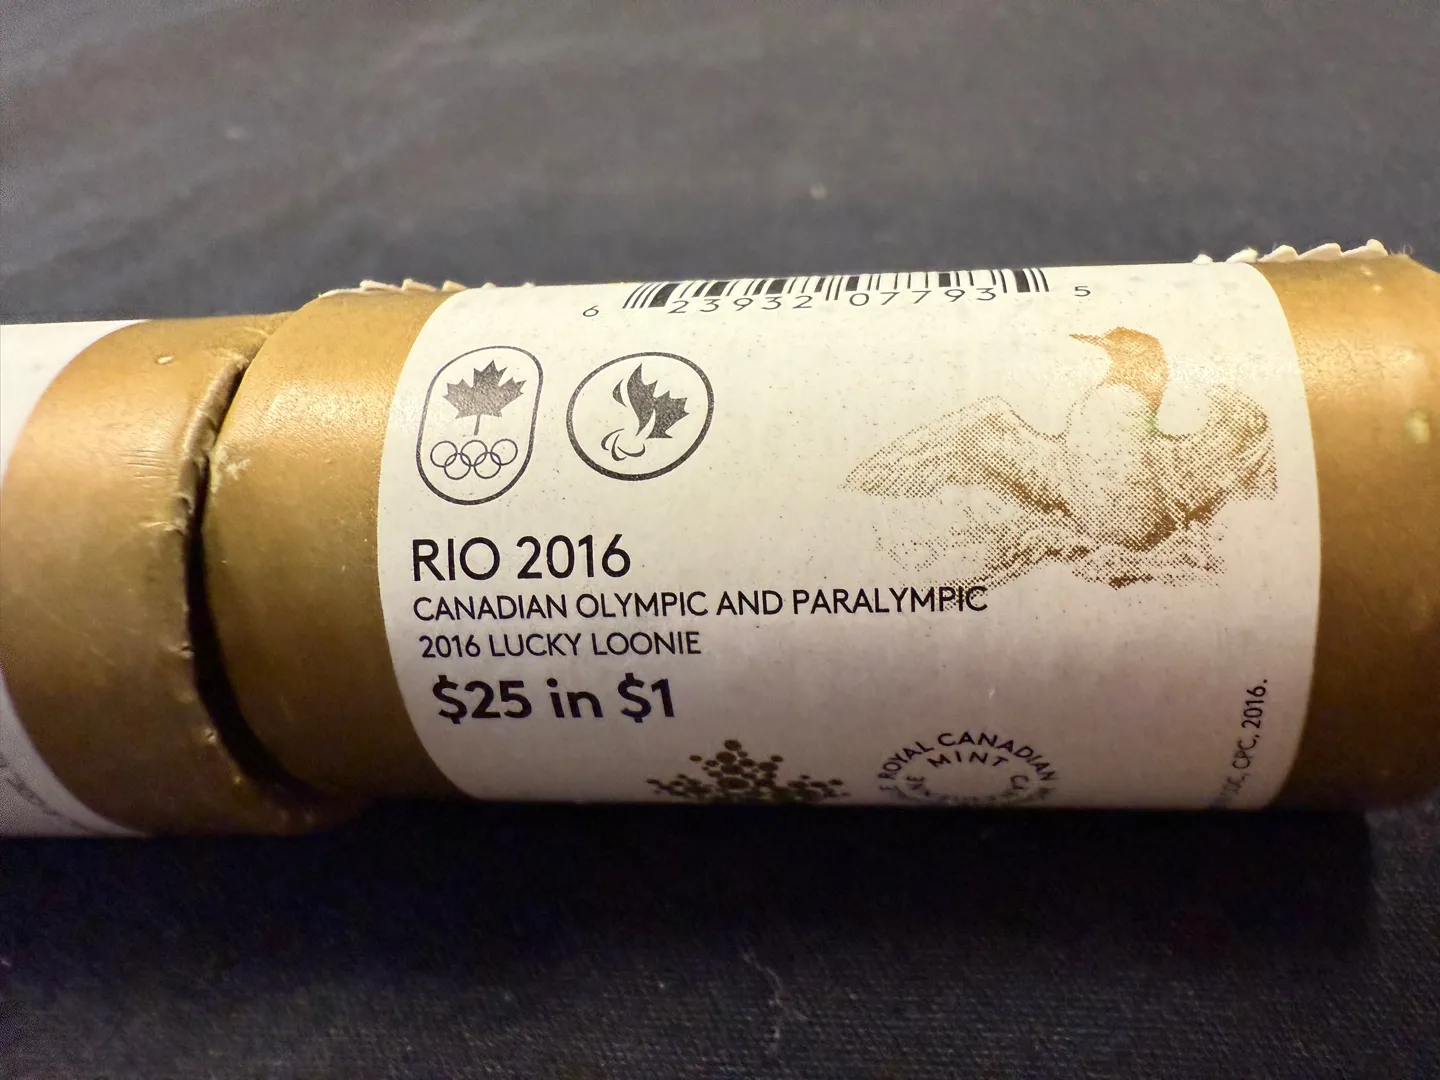 6 23932 07793 5
RIO 2016
CANADIAN OLYMPIC AND PARALYMPIC
2016 LUCKY LOONIE
$25 in $1
ROYAL CANADIAN
MINT
COC, CPC, 2016.